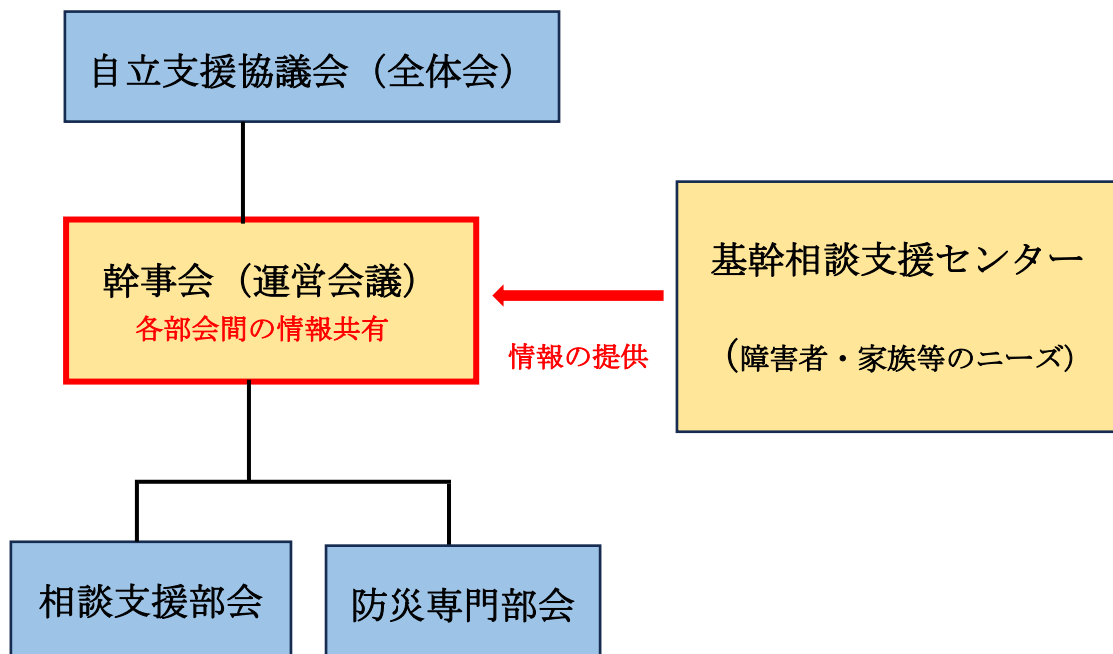 自立支援協議会（全体会）
幹事会（運営会議）
各部会間の情報共有
情報の提供
基幹相談支援センター
（障害者・家族等のニーズ）
相談支援部会
防災専門部会